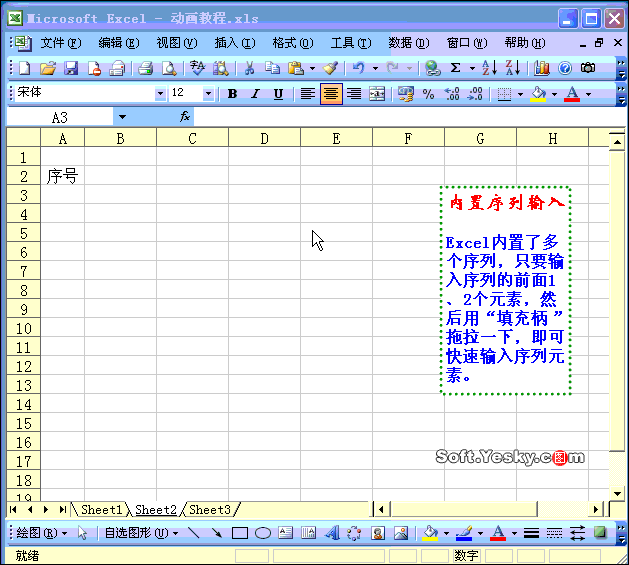 Microsoft Excel - 动画教程.xls
文件(F) 编辑(E) 视图(V) 插入(I) 格式(O) 工具(T) 数据(D) 窗口(W) 帮助(H)
宋体 12 B I U
A3 fx
A B C D E F G H
1
2 序号
3
4
5
6
7
8
9
10
11
12
13
14
15
16
17
18
19
内置序列输入
Excel内置了多
个序列，只要输
入序列的前面1
、2个元素，然
后用“填充柄”
拖拉一下，即可
快速输入序列元
素。
Soft.Yesky.com
Sheet1 Sheet2 Sheet3
绘图(R) 自选图形(U)
就绪 数字